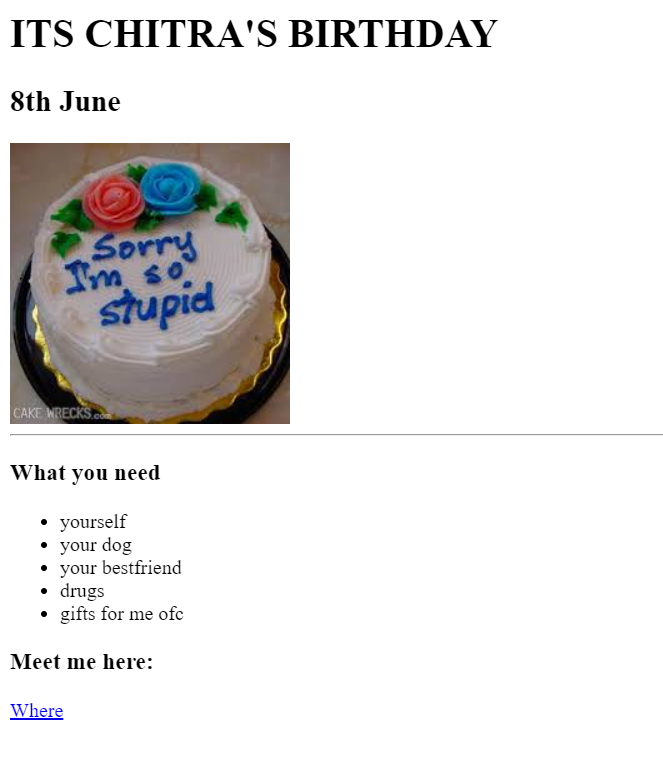 ITS CHITRA'S BIRTHDAY
8th June
Sorry
I'm so
stupid
CAKE WRECKS.com
What you need
yourself
your dog
your bestfriend
drugs
gifts for me ofc
Meet me here:
Where